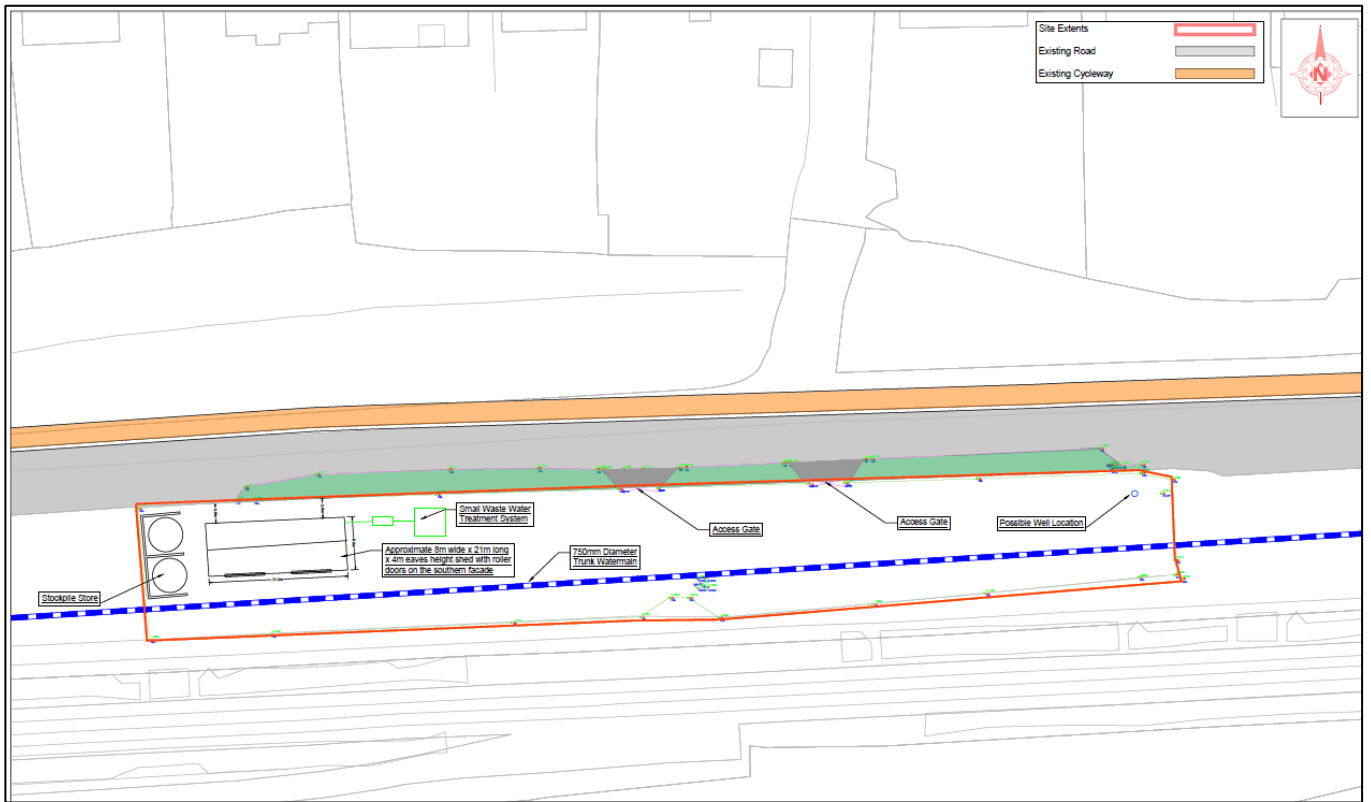 Site Extents
Existing Road
Existing Cycleway
N
Small Waste Water
Treatment System
Access Gate
Access Gate
Possible Well Location
Approximate 8m wide x 21m long
x 4m eaves height shed with roller
doors on the southern facade
750mm Diameter
Trunk Watermain
Stockpile Store